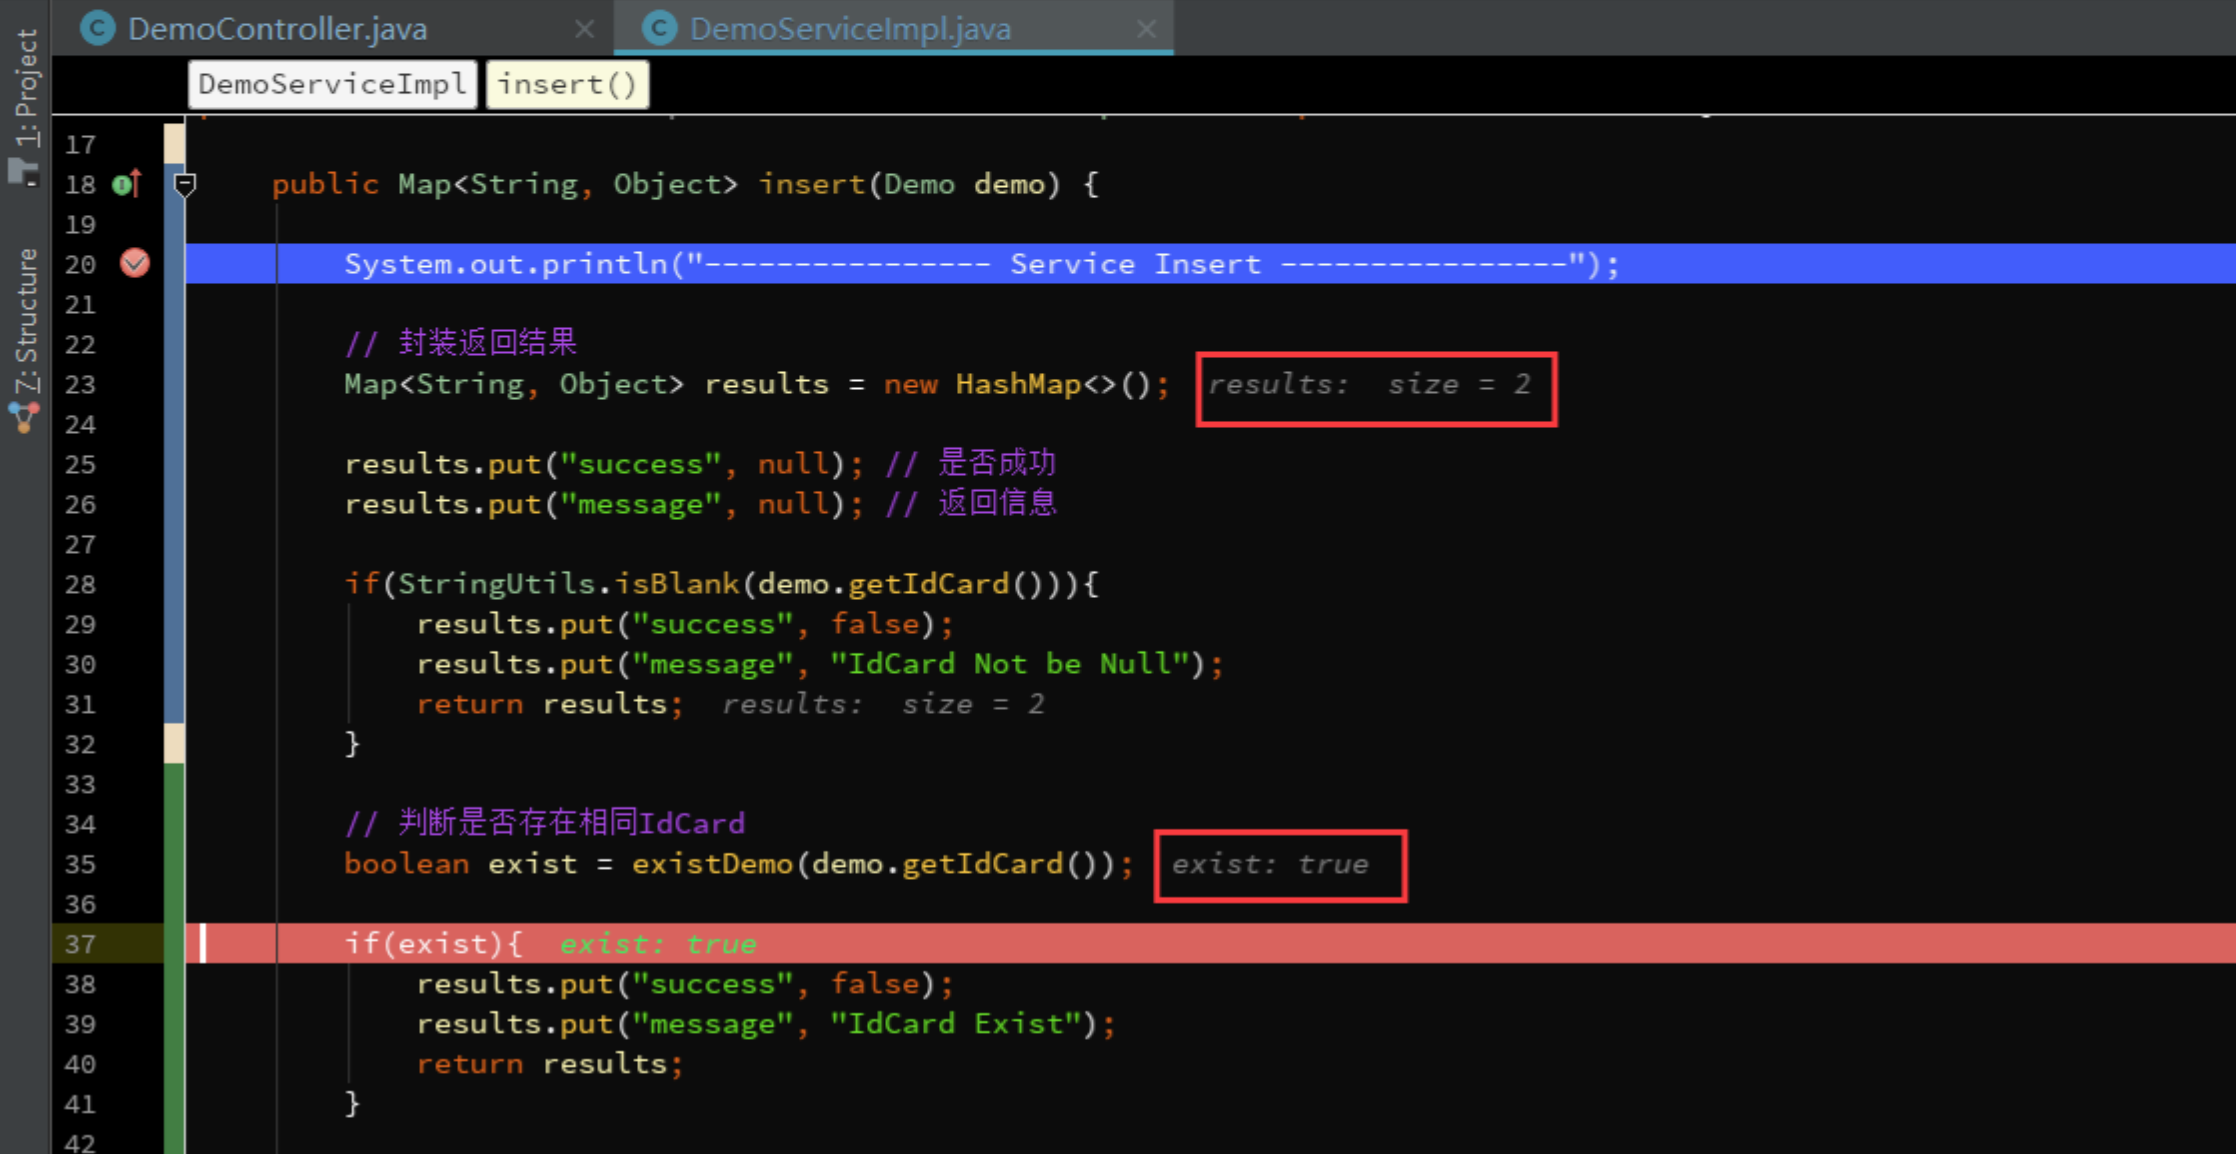 DemoController.java
DemoServiceImpl.java
1: Project
7: Structure
DemoServiceImpl
insert()
17
18 public Map<String, Object> insert(Demo demo) {
19
20 System.out.println("---------------- Service Insert ----------------");
21
22 // 封装返回结果
23 Map<String, Object> results = new HashMap<>(); results: size = 2
24
25 results.put("success", null); // 是否成功
26 results.put("message", null); // 返回信息
27
28 if(StringUtils.isBlank(demo.getIdCard())){
29 results.put("success", false);
30 results.put("message", "IdCard Not be Null");
31 return results; results: size = 2
32 }
33
34 // 判断是否存在相同IdCard
35 boolean exist = existDemo(demo.getIdCard()); exist: true
36
37 if(exist){ exist: true
38 results.put("success", false);
39 results.put("message", "IdCard Exist");
40 return results;
41 }
42